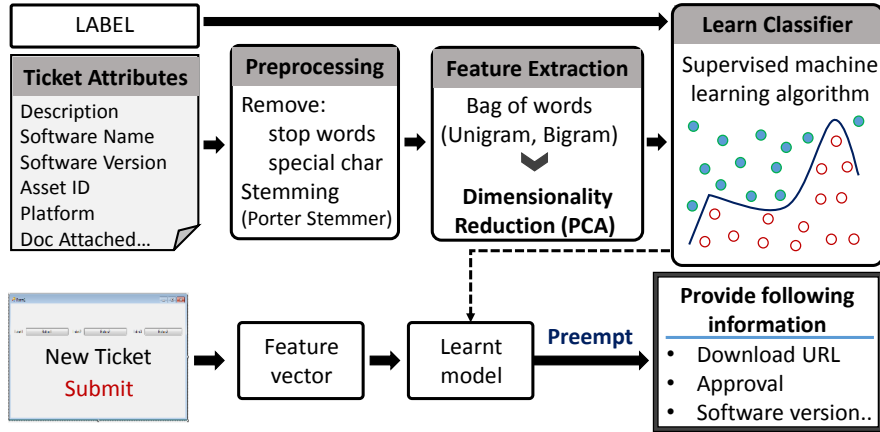 LABEL
Ticket Attributes
Description
Software Name
Software Version
Asset ID
Platform
Doc Attached...
Preprocessing
Remove:
stop words
special char
Stemming
(Porter Stemmer)
Feature Extraction
Bag of words
(Unigram, Bigram)
Dimensionality
Reduction (PCA)
Learn Classifier
Supervised machine
learning algorithm
New Ticket
Submit
Feature
vector
Learnt
model
Preempt
Provide following
information
• Download URL
• Approval
• Software version..